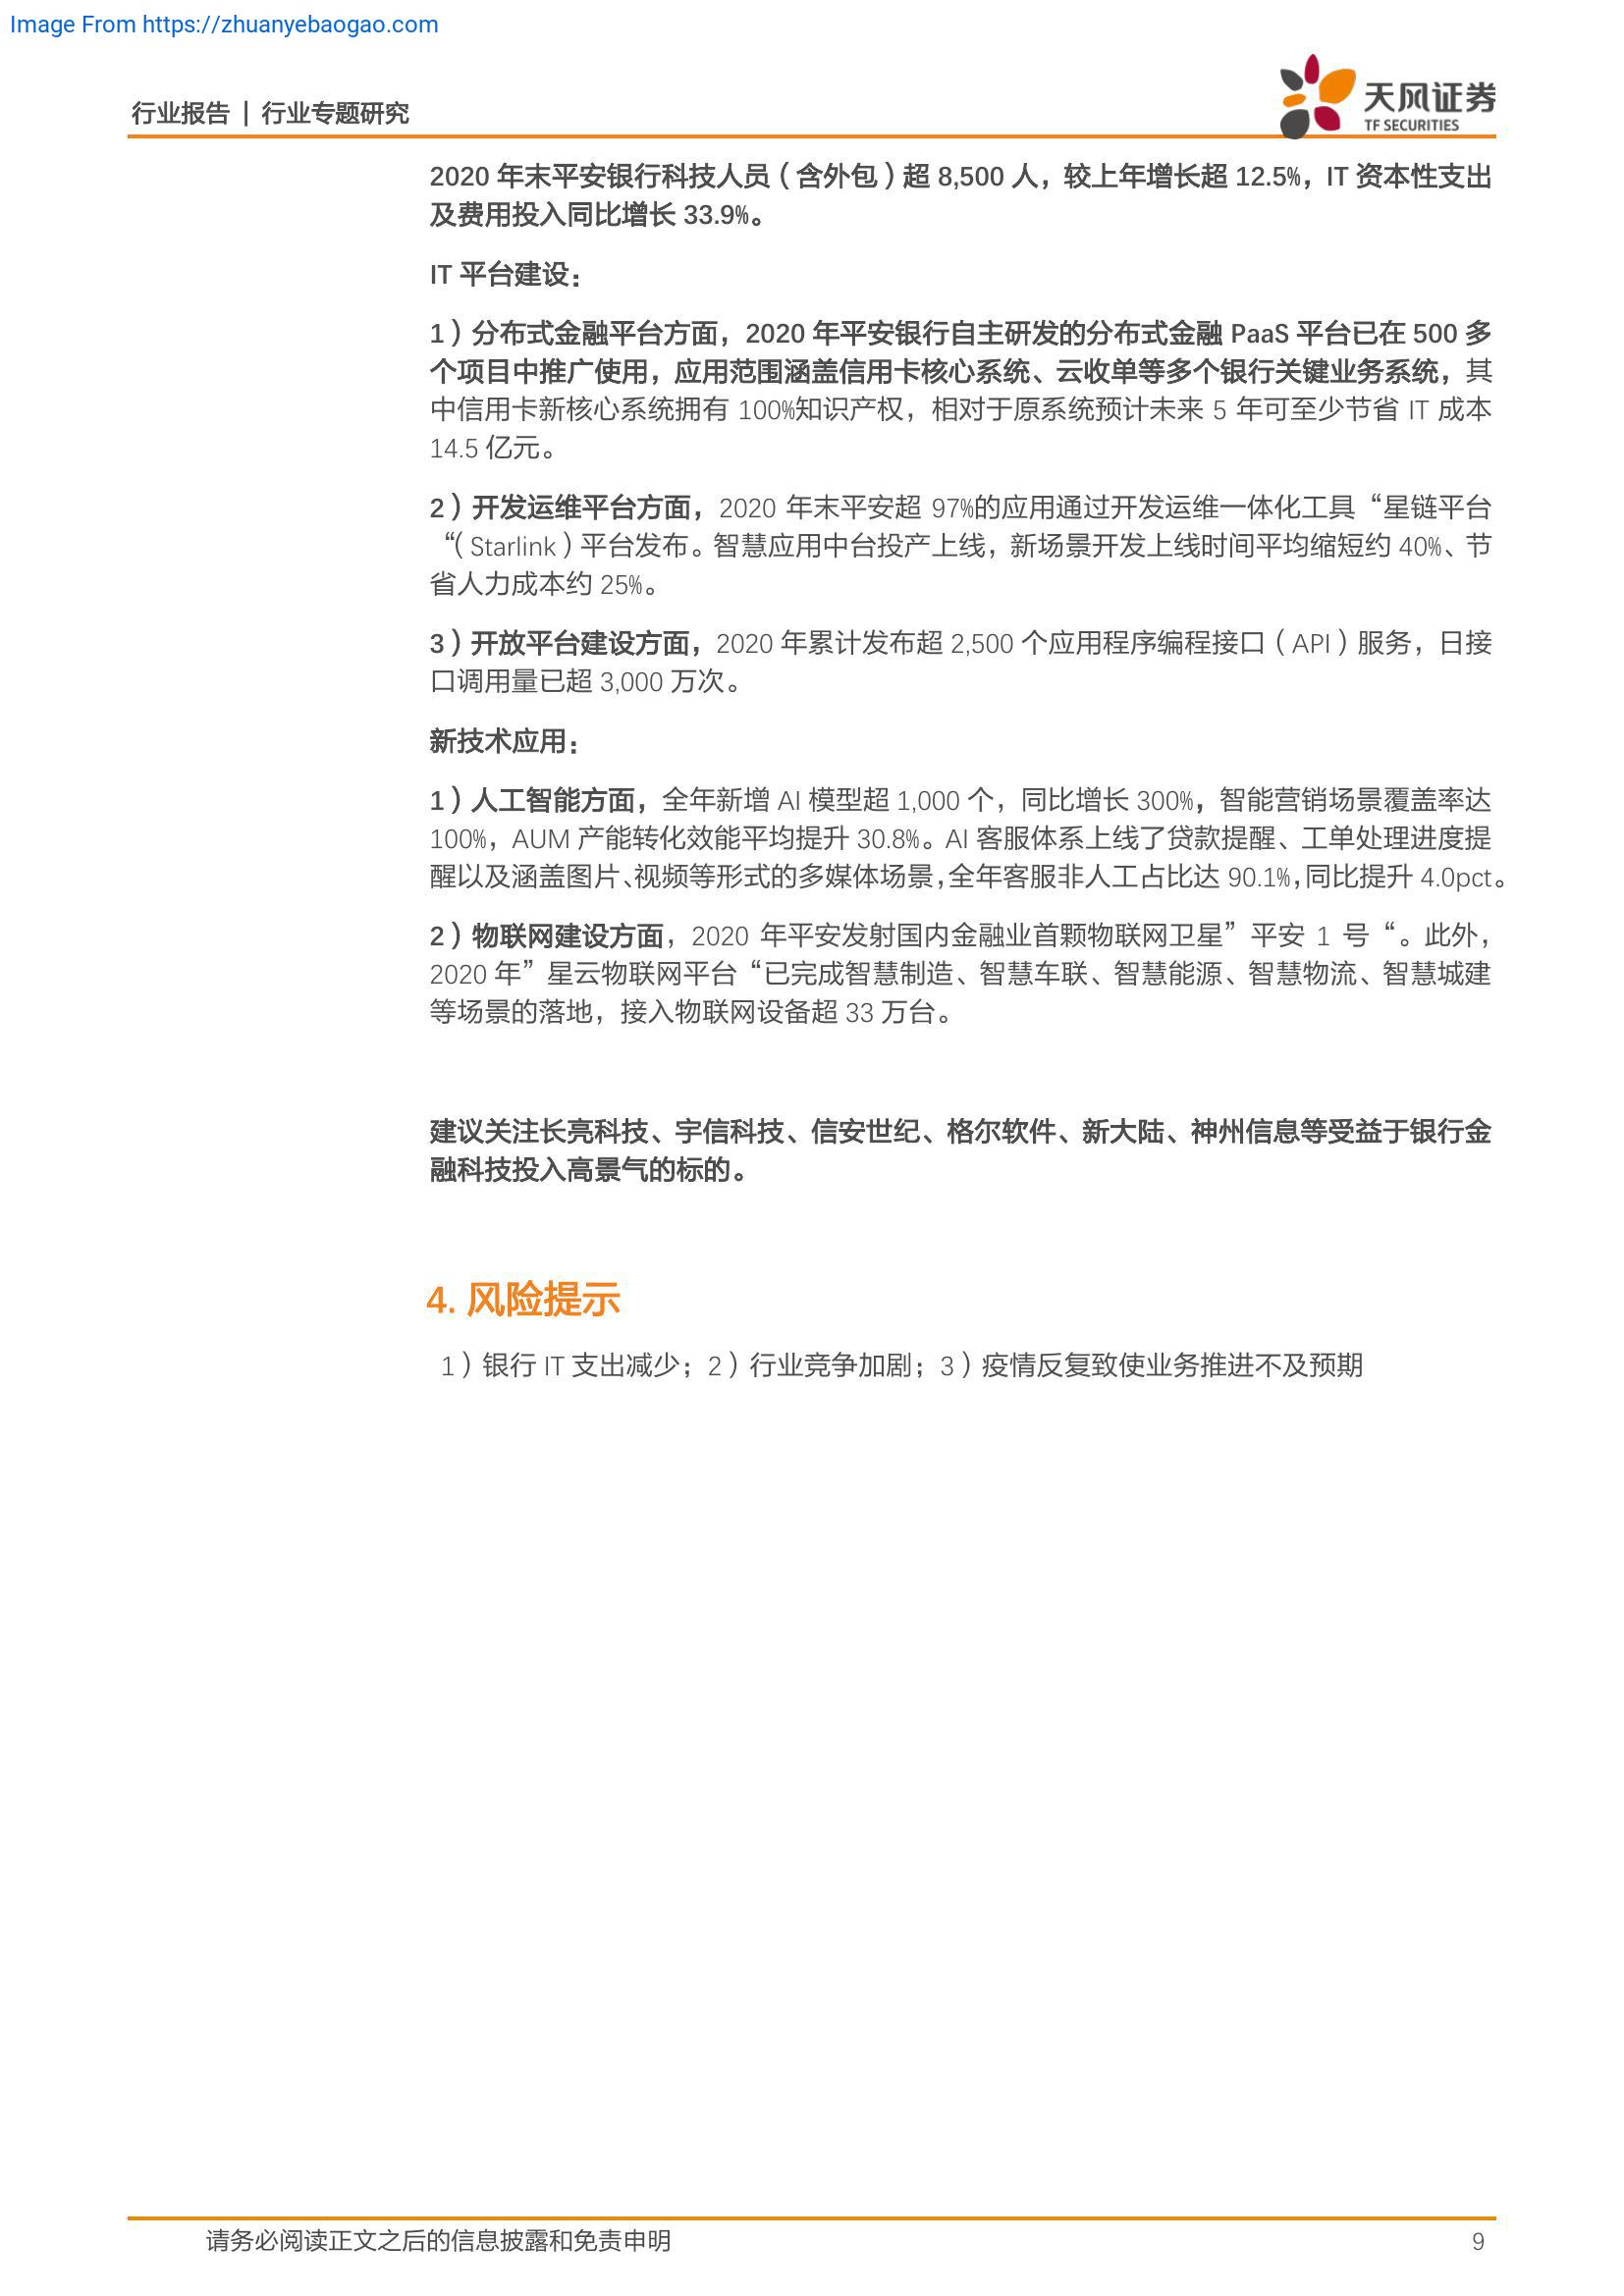 Image From https://zhuanyebaogao.com
行业报告 | 行业专题研究
天风证券
TF SECURITIES
2020 年末平安银行科技人员（含外包）超 8,500 人，较上年增长超 12.5%，IT 资本性支出
及费用投入同比增长 33.9%。
IT 平台建设：
1）分布式金融平台方面，2020 年平安银行自主研发的分布式金融 PaaS 平台已在 500 多
个项目中推广使用，应用范围涵盖信用卡核心系统、云收单等多个银行关键业务系统，其
中信用卡新核心系统拥有 100%知识产权，相对于原系统预计未来 5 年可至少节省 IT 成本
14.5 亿元。
2）开发运维平台方面，2020 年末平安超 97%的应用通过开发运维一体化工具“星链平台
“（Starlink）平台发布。智慧应用中台投产上线，新场景开发上线时间平均缩短约 40%、节
省人力成本约 25%。
3）开放平台建设方面，2020 年累计发布超 2,500 个应用程序编程接口（API）服务，日接
口调用量已超 3,000 万次。
新技术应用：
1）人工智能方面，全年新增 AI 模型超 1,000 个，同比增长 300%，智能营销场景覆盖率达
100%，AUM 产能转化效能平均提升 30.8%。AI 客服体系上线了贷款提醒、工单处理进度提
醒以及涵盖图片、视频等形式的多媒体场景，全年客服非人工占比达 90.1%，同比提升 4.0pct。
2）物联网建设方面，2020 年平安发射国内金融业首颗物联网卫星”平安 1 号“。此外，
2020 年”星云物联网平台“已完成智慧制造、智慧车联、智慧能源、智慧物流、智慧城建
等场景的落地，接入物联网设备超 33 万台。
建议关注长亮科技、宇信科技、信安世纪、格尔软件、新大陆、神州信息等受益于银行金
融科技投入高景气的标的。
4. 风险提示
1）银行 IT 支出减少；2）行业竞争加剧；3）疫情反复致使业务推进不及预期
请务必阅读正文之后的信息披露和免责申明
9